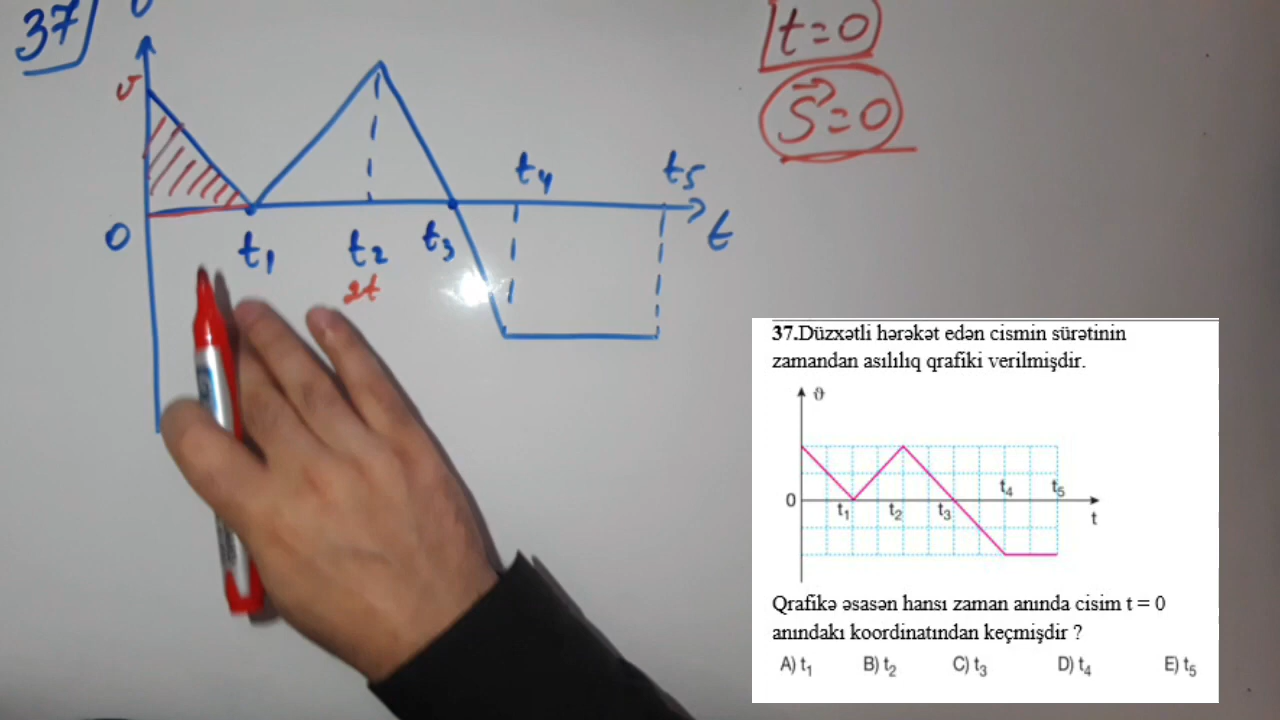 37
υ
t=0
S=0
t4
t5
0
t1
t2
t3
t
2t
37.Düzxətli hərəkət edən cismin sürətinin
zamandan asılılıq qrafiki verilmişdir.
ϑ
t4
t5
0
t1
t2
t3
t
Qrafikə əsasən hansı zaman anında cisim t = 0
anındakı koordinatından keçmişdir ?
A) t1 B) t2 C) t3 D) t4 E) t5